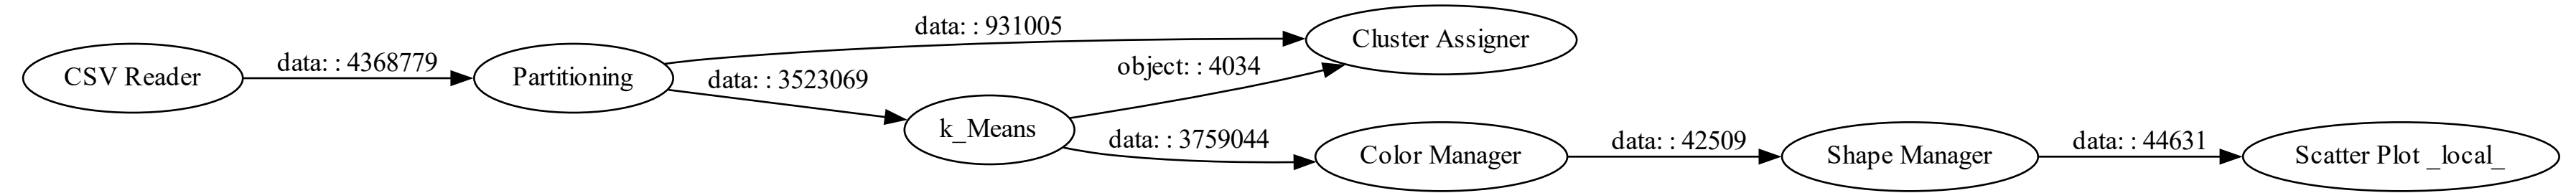 CSV Reader
data: : 4368779
Partitioning
data: : 931005
data: : 3523069
k_Means
object: : 4034
data: : 3759044
Cluster Assigner
Color Manager
data: : 42509
Shape Manager
data: : 44631
Scatter Plot _local_